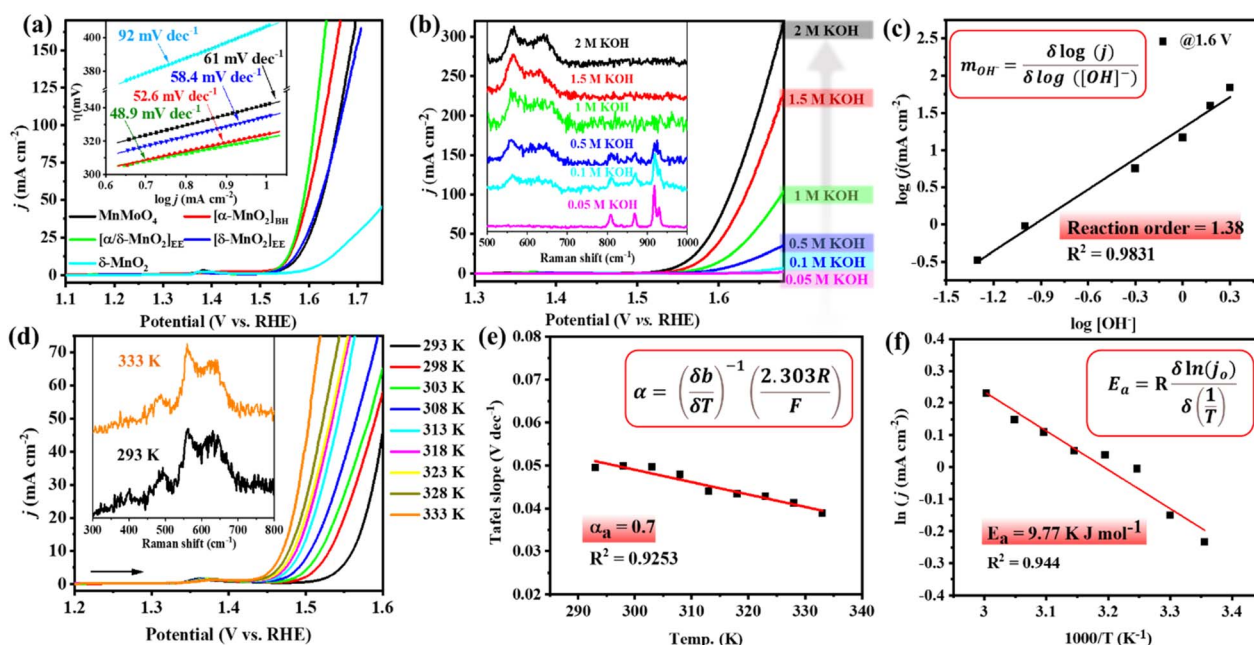 (a)
92 mV dec-1
61 mV dec-1
58.4 mV dec-1
52.6 mV dec-1
48.9 mV dec-1
η(mV)
400
380
340
320
300
0.6 0.7 0.8 0.9 1.0
log j (mA cm-2)
MnMoO4
[α-MnO2]BH
[α/δ-MnO2]EE
[δ-MnO2]EE
δ-MnO2
j (mA cm-2)
160
140
120
100
80
60
40
20
0
1.1 1.2 1.3 1.4 1.5 1.6 1.7
Potential (V vs. RHE)
(b)
2 M KOH
1.5 M KOH
1 M KOH
0.5 M KOH
0.1 M KOH
0.05 M KOH
500 600 700 800 900 1000
Raman shift (cm-1)
j (mA cm-2)
300
250
200
150
100
50
0
1.3 1.4 1.5 1.6
Potential (V vs. RHE)
2 M KOH
1.5 M KOH
1 M KOH
0.5 M KOH
0.1 M KOH
0.05 M KOH
(c)
mOH- = δ log (j) / δ log ([OH]−)
@1.6 V
log (j/(mA cm-2))
2.5
2.0
1.5
1.0
0.5
0
-0.5
Reaction order = 1.38
R2 = 0.9831
-1.5 -1.2 -0.9 -0.6 -0.3 0 0.3
log [OH-]
(d)
333 K
293 K
300 400 500 600 700 800
Raman shift (cm-1)
293 K
298 K
303 K
308 K
313 K
318 K
323 K
328 K
333 K
j (mA cm-2)
70
60
50
40
30
20
10
0
1.2 1.3 1.4 1.5 1.6
Potential (V vs. RHE)
(e)
α = (δb/δT)−1 (2.303R/F)
Tafel slope (V dec-1)
0.08
0.07
0.06
0.05
0.04
0.03
0.02
0.01
αa = 0.7
R2 = 0.9253
290 300 310 320 330 340
Temp. (K)
(f)
Ea = R δ ln(jo) / δ(1/T)
ln (j (mA cm-2))
0.4
0.3
0.2
0.1
0
-0.1
-0.2
-0.3
-0.4
Ea = 9.77 K J mol-1
R2 = 0.944
3 3.1 3.2 3.3 3.4
1000/T (K-1)